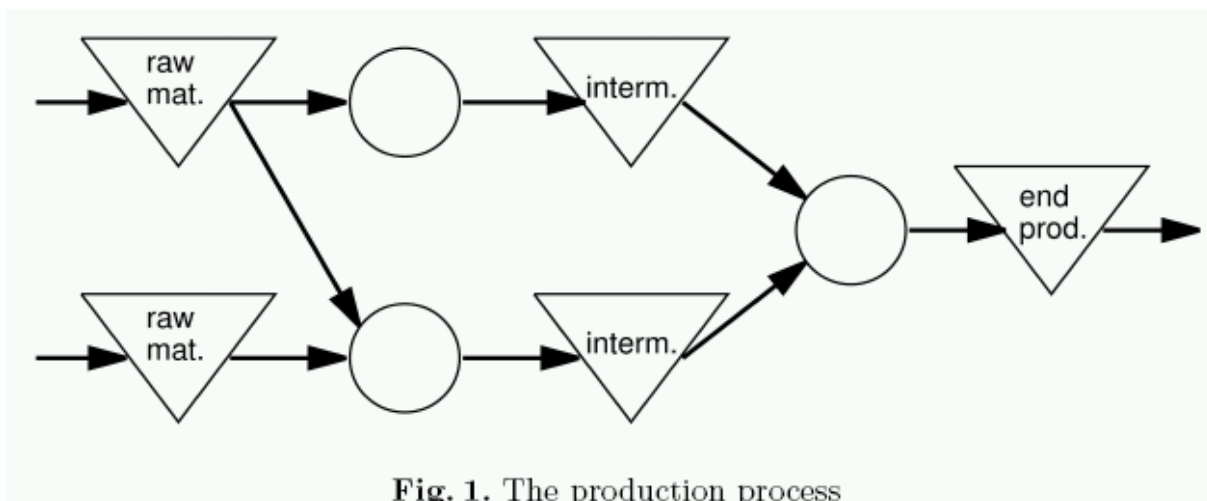 raw
mat.
interm.
end
prod.
raw
mat.
interm.
Fig. 1. The production process